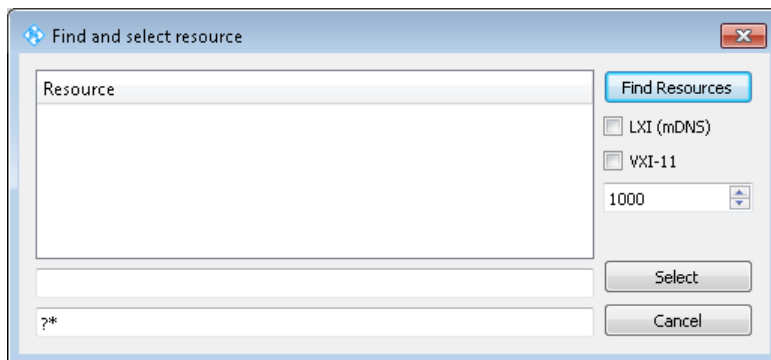 Find and select resource
Resource
Find Resources
LXI (mDNS)
VXI-11
1000
Select
?*
Cancel